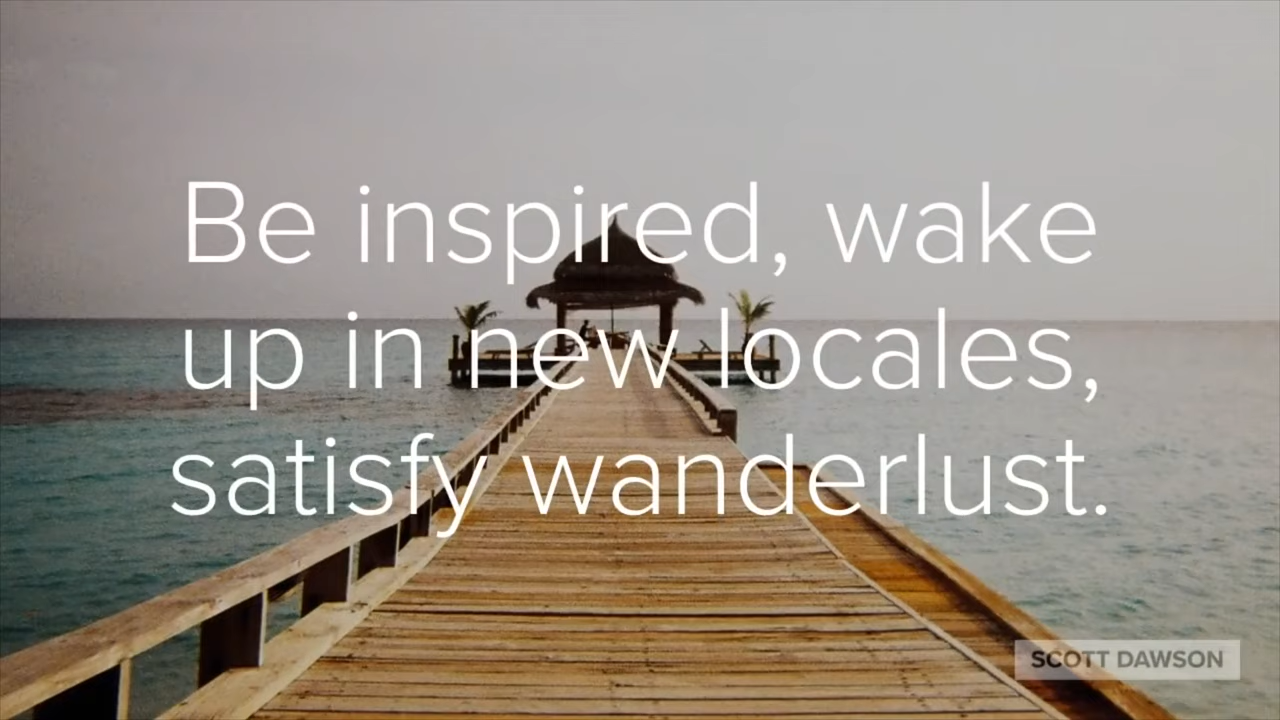 Be inspired, wake
up in new locales,
satisfy wanderlust.
SCOTT DAWSON